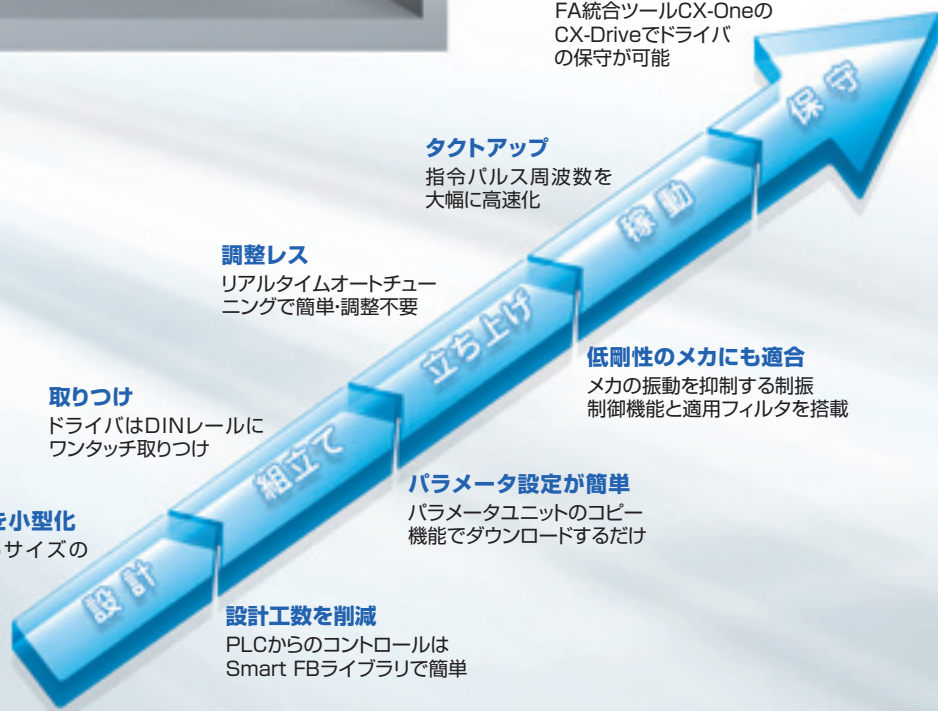 FA統合ツールCX-Oneの
CX-Driveでドライバ
の保守が可能
保守
タクトアップ
指令パルス周波数を
大幅に高速化
稼動
調整レス
リアルタイムオートチュー
ニングで簡単・調整不要
立ち上げ
低剛性のメカにも適合
メカの振動を抑制する制振
制御機能と適用フィルタを搭載
取りつけ
ドライバはDINレールに
ワンタッチ取りつけ
組立て
パラメータ設定が簡単
パラメータユニットのコピー
機能でダウンロードするだけ
を小型化
サイズの
設計
設計工数を削減
PLCからのコントロールは
Smart FBライブラリで簡単